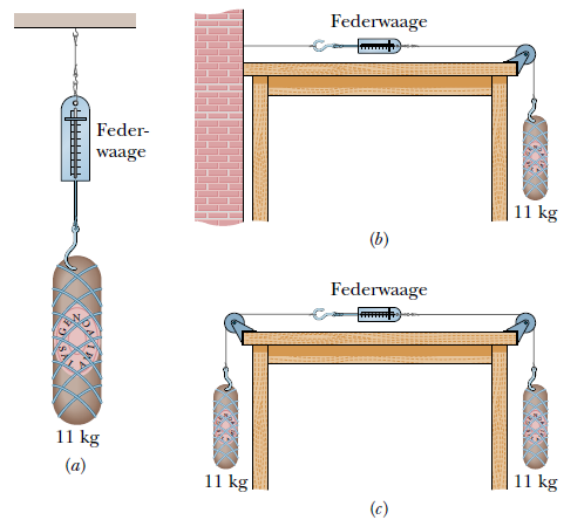 Feder-
waage
11 kg
(a)
Federwaage
11 kg
(b)
Federwaage
11 kg
11 kg
(c)